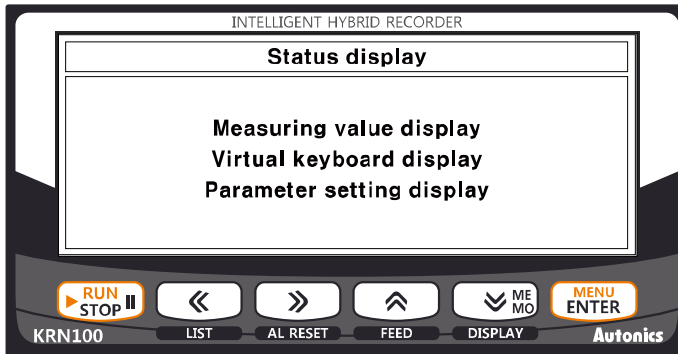 INTELLIGENT HYBRID RECORDER
Status display
Measuring value display
Virtual keyboard display
Parameter setting display
RUN
STOP
ME
MO
MENU
ENTER
KRN100
LIST
AL RESET
FEED
DISPLAY
Autonics